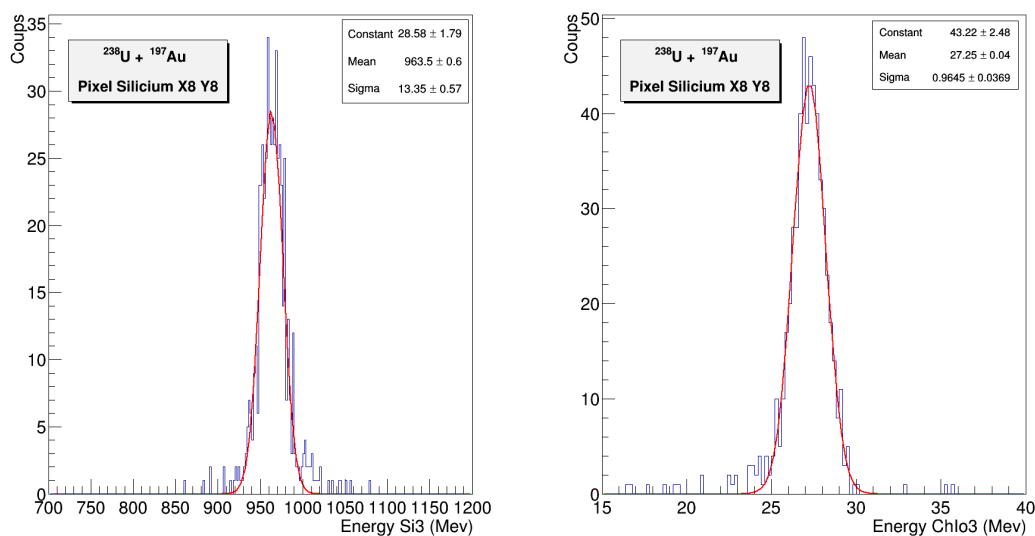 Coups
35
30
25
20
15
10
5
0
²³⁸U + ¹⁹⁷Au
Pixel Silicium X8 Y8
Constant 28.58 ± 1.79
Mean 963.5 ± 0.6
Sigma 13.35 ± 0.57
700 750 800 850 900 950 1000 1050 1100 1150 1200
Energy Si3 (Mev)
Coups
50
40
30
20
10
0
²³⁸U + ¹⁹⁷Au
Pixel Silicium X8 Y8
Constant 43.22 ± 2.48
Mean 27.25 ± 0.04
Sigma 0.9645 ± 0.0369
15 20 25 30 35 40
Energy ChIo3 (Mev)